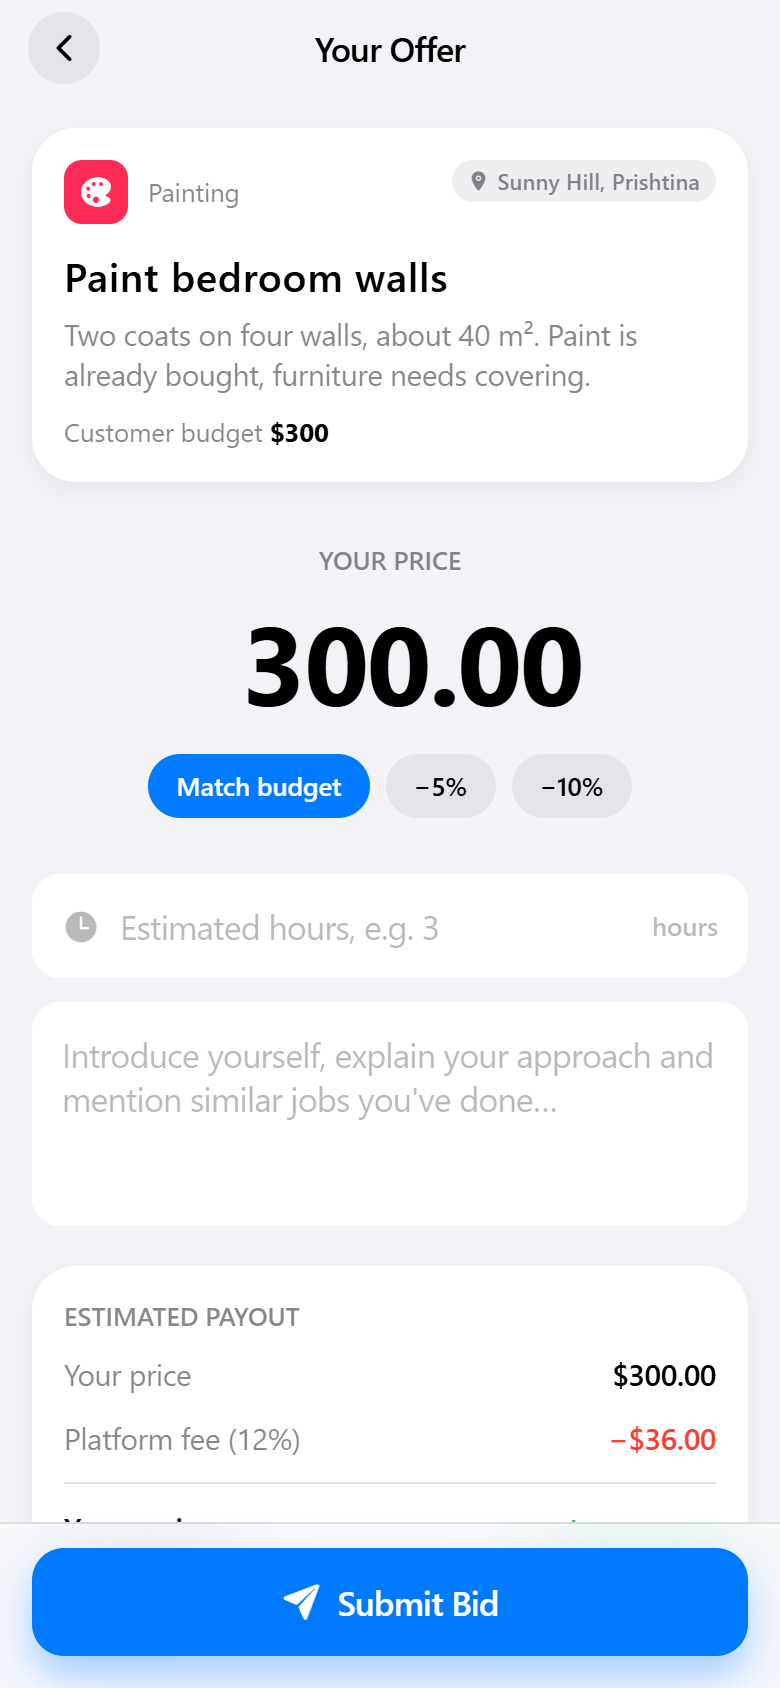 Your Offer
Painting
Sunny Hill, Prishtina
Paint bedroom walls
Two coats on four walls, about 40 m². Paint is
already bought, furniture needs covering.
Customer budget $300
YOUR PRICE
300.00
Match budget
−5%
−10%
Estimated hours, e.g. 3
hours
Introduce yourself, explain your approach and
mention similar jobs you've done...
ESTIMATED PAYOUT
Your price
$300.00
Platform fee (12%)
−$36.00
Submit Bid